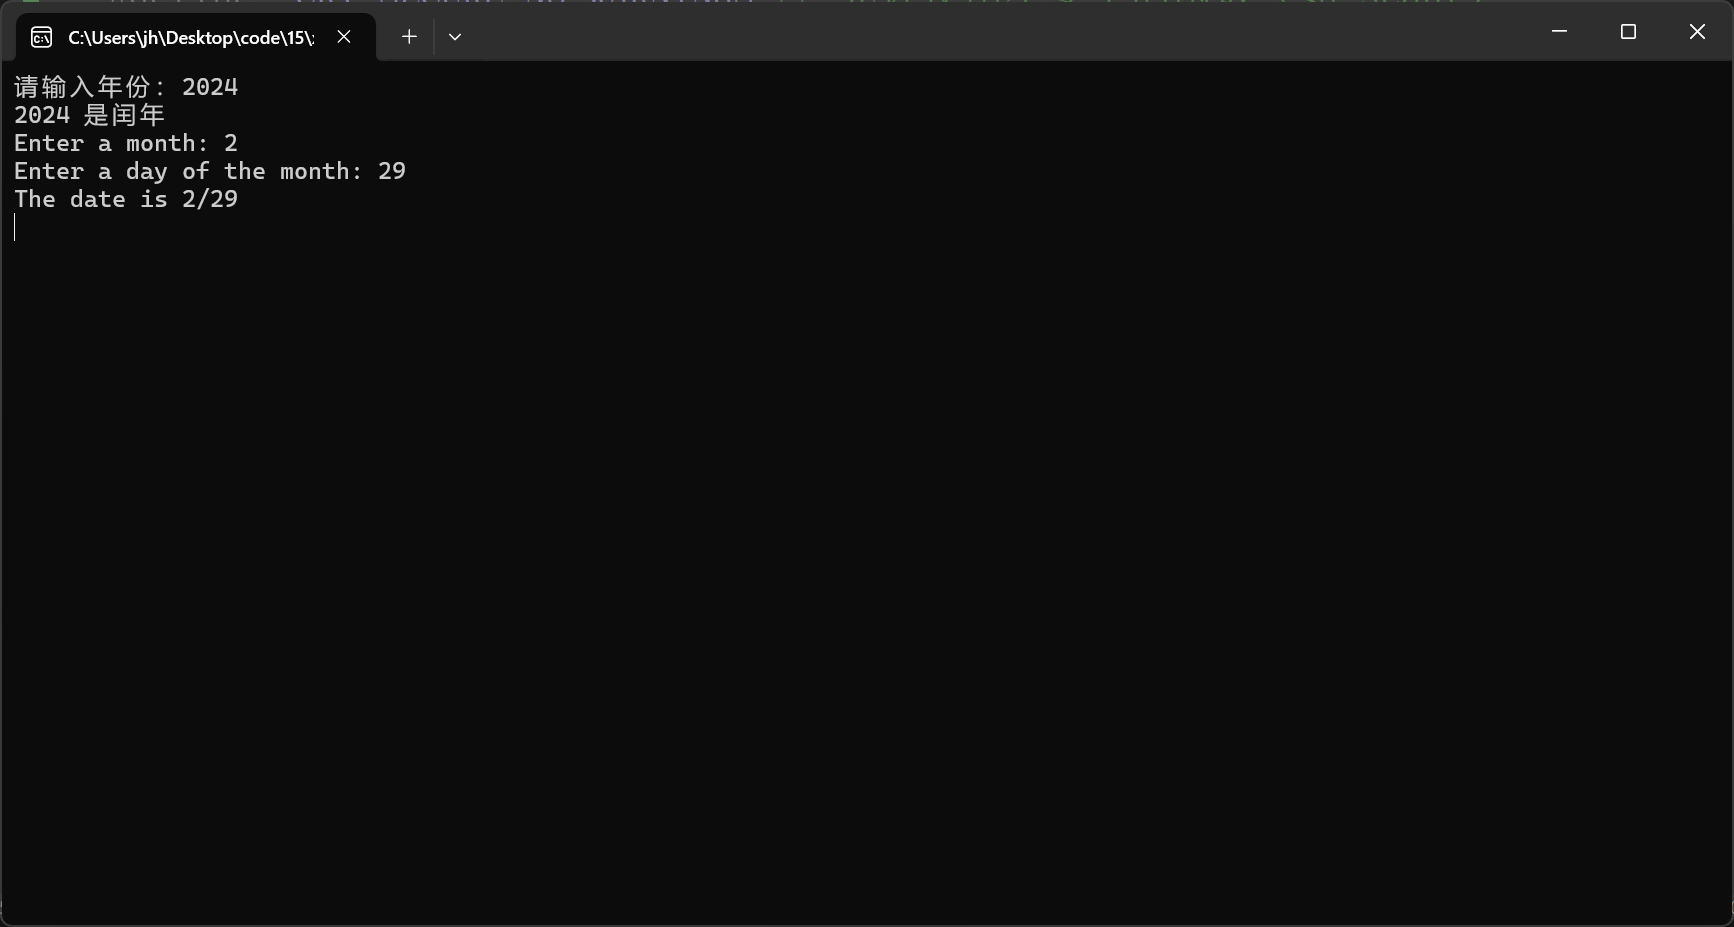 C:\Users\jh\Desktop\code\15\
请输入年份: 2024
2024 是闰年
Enter a month: 2
Enter a day of the month: 29
The date is 2/29